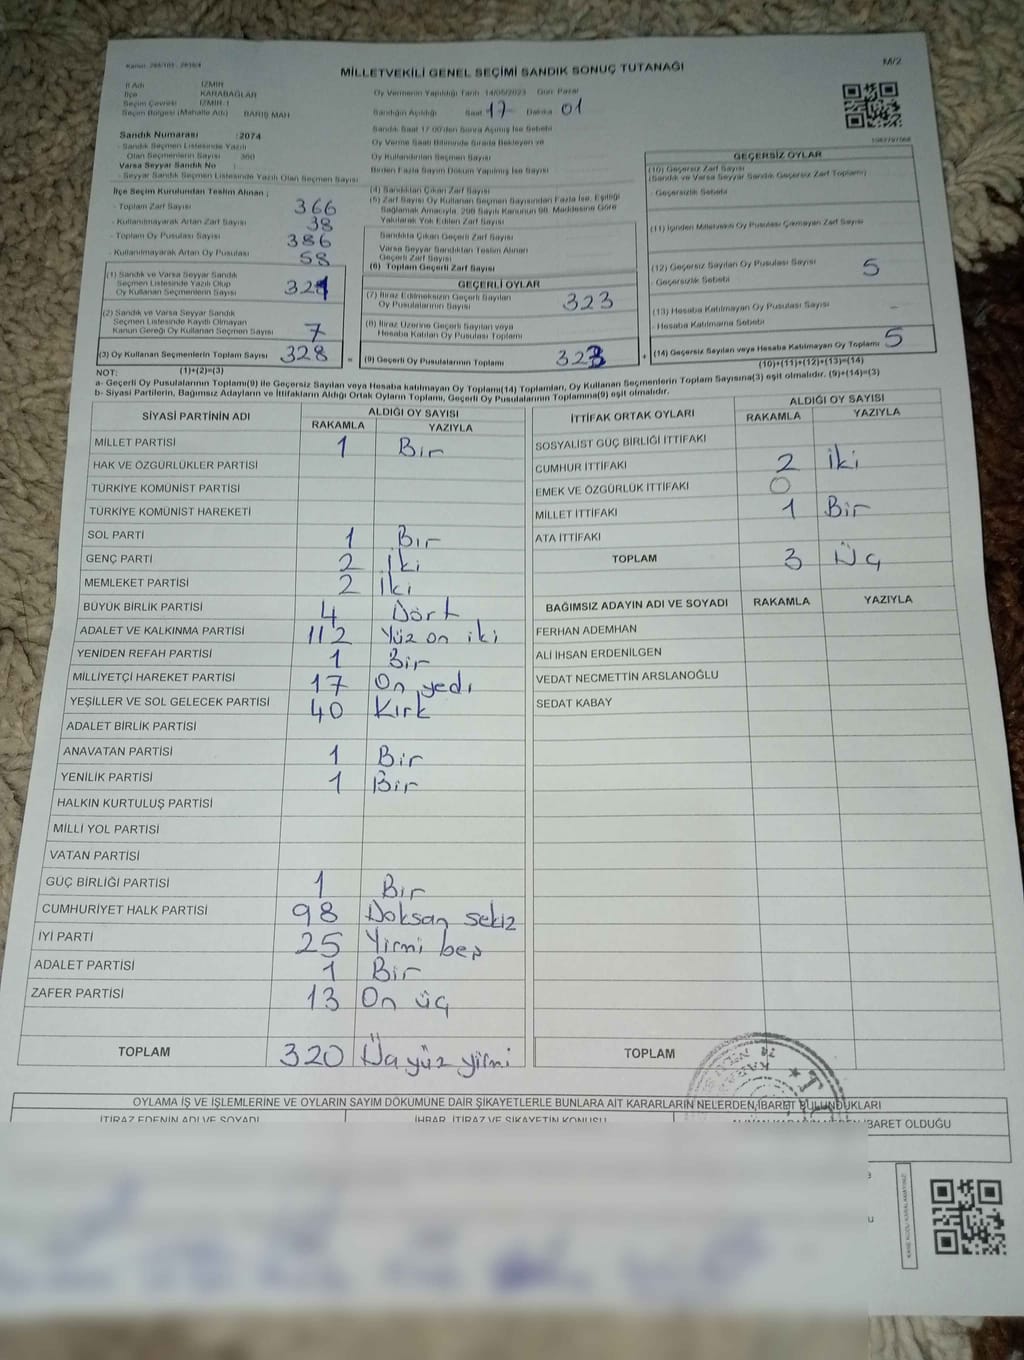 Kanun: 298/105 - 2839/4
M/2
MİLLETVEKİLİ GENEL SEÇİMİ SANDIK SONUÇ TUTANAĞI
İl Adı İZMİR
İlçe KARABAĞLAR
Seçim Çevresi İZMİR-1
Seçim Bölgesi (Mahalle Adı) BARIŞ MAH
Sandık Numarası :2074
- Sandık Seçmen Listesinde Yazılı
Olan Seçmenlerin Sayısı 360
Varsa Seyyar Sandık No :
- Seyyar Sandık Seçmen Listesinde Yazılı Olan Seçmen Sayısı
Oy Vermenin Yapıldığı Tarih 14/05/2023 Gün: Pazar
Sandığın Açıldığı Saat 17 Dakika 01
Sandık Saat 17:00'den Sonra Açılmış İse Sebebi
Oy Verme Saati Bitiminde Sırada Bekleyen ve
Oy Kullandırılan Seçmen Sayısı
Birden Fazla Sayım Döküm Yapılmış İse Sayısı
İlçe Seçim Kurulundan Teslim Alınan ;
- Toplam Zarf Sayısı 366
- Kullanılmayarak Artan Zarf Sayısı 38
- Toplam Oy Pusulası Sayısı 386
- Kullanılmayarak Artan Oy Pusulası 58
(1) Sandık ve Varsa Seyyar Sandık
Seçmen Listesinde Yazılı Olup
Oy Kullanan Seçmenlerin Sayısı 321
(2) Sandık ve Varsa Seyyar Sandık
Seçmen Listesinde Kayıtlı Olmayan
Kanun Gereği Oy Kullanan Seçmen Sayısı 7
(3) Oy Kullanan Seçmenlerin Toplam Sayısı 328 =
(1)+(2)=(3)
(4) Sandıktan Çıkan Zarf Sayısı
(5) Zarf Sayısı Oy Kullanan Seçmen Sayısından Fazla İse, Eşitliği
Sağlamak Amacıyla, 298 Sayılı Kanunun 98. Maddesine Göre
Yakılarak Yok Edilen Zarf Sayısı
Sandıkta Çıkan Geçerli Zarf Sayısı
Varsa Seyyar Sandıktan Teslim Alınan
Geçerli Zarf Sayısı
(6) Toplam Geçerli Zarf Sayısı
GEÇERLİ OYLAR
(7) İtiraz Edilmeksizin Geçerli Sayılan
Oy Pusulalarının Sayısı 323
(8) İtiraz Üzerine Geçerli Sayılan veya
Hesaba Katılan Oy Pusulası Toplamı
(9) Geçerli Oy Pusulalarının Toplamı 323 +
GEÇERSİZ OYLAR
(10) Geçersiz Zarf Sayısı
(Sandık ve Varsa Seyyar Sandık Geçersiz Zarf Toplamı)
- Geçersizlik Sebebi
(11) İçinden Milletvekili Oy Pusulası Çıkmayan Zarf Sayısı
(12) Geçersiz Sayılan Oy Pusulası Sayısı 5
- Geçersizlik Sebebi
(13) Hesaba Katılmayan Oy Pusulası Sayısı -
- Hesaba Katılmama Sebebi
(14) Geçersiz Sayılan veya Hesaba Katılmayan Oy Toplamı 5
(10)+(11)+(12)+(13)=(14)
NOT:
a- Geçerli Oy Pusulalarının Toplamı(9) ile Geçersiz Sayılan veya Hesaba katılmayan Oy Toplamı(14) Toplamları, Oy Kullanan Seçmenlerin Toplam Sayısına(3) eşit olmalıdır. (9)+(14)=(3)
b- Siyasi Partilerin, Bağımsız Adayların ve İttifakların Aldığı Ortak Oyların Toplamı, Geçerli Oy Pusulalarının Toplamına(9) eşit olmalıdır.
SİYASİ PARTİNİN ADI ALDIĞI OY SAYISI
RAKAMLA YAZIYLA
MİLLET PARTİSİ 1 Bir
HAK VE ÖZGÜRLÜKLER PARTİSİ
TÜRKİYE KOMÜNİST PARTİSİ
TÜRKİYE KOMÜNİST HAREKETİ
SOL PARTİ 1 Bir
GENÇ PARTİ 2 İki
MEMLEKET PARTİSİ 2 İki
BÜYÜK BİRLİK PARTİSİ 4 Dört
ADALET VE KALKINMA PARTİSİ 112 Yüz on iki
YENİDEN REFAH PARTİSİ 1 Bir
MİLLİYETÇİ HAREKET PARTİSİ 17 On yedi
YEŞİLLER VE SOL GELECEK PARTİSİ 40 Kırk
ADALET BİRLİK PARTİSİ
ANAVATAN PARTİSİ 1 Bir
YENİLİK PARTİSİ 1 Bir
HALKIN KURTULUŞ PARTİSİ
MİLLİ YOL PARTİSİ
VATAN PARTİSİ
GÜÇ BİRLİĞİ PARTİSİ 1 Bir
CUMHURİYET HALK PARTİSİ 98 Doksan sekiz
İYİ PARTİ 25 Yirmi beş
ADALET PARTİSİ 1 Bir
ZAFER PARTİSİ 13 On üç
TOPLAM 320 Üç yüz yirmi
İTTİFAK ORTAK OYLARI ALDIĞI OY SAYISI
RAKAMLA YAZIYLA
SOSYALİST GÜÇ BİRLİĞİ İTTİFAKI
CUMHUR İTTİFAKI 2 İki
EMEK VE ÖZGÜRLÜK İTTİFAKI 0
MİLLET İTTİFAKI 1 Bir
ATA İTTİFAKI
TOPLAM 3 Üç
BAĞIMSIZ ADAYIN ADI VE SOYADI RAKAMLA YAZIYLA
FERHAN ADEMHAN
ALİ İHSAN ERDENİLGEN
VEDAT NECMETTİN ARSLANOĞLU
SEDAT KABAY
TOPLAM
OYLAMA İŞ VE İŞLEMLERİNE VE OYLARIN SAYIM DÖKÜMÜNE DAİR ŞİKAYETLERLE BUNLARA AİT KARARLARIN NELERDEN İBARET BULUNDUKLARI
İTİRAZ EDENİN ADI VE SOYADI İHBAR, İTİRAZ VE ŞİKAYETİN KONUSU İBARET OLDUĞU